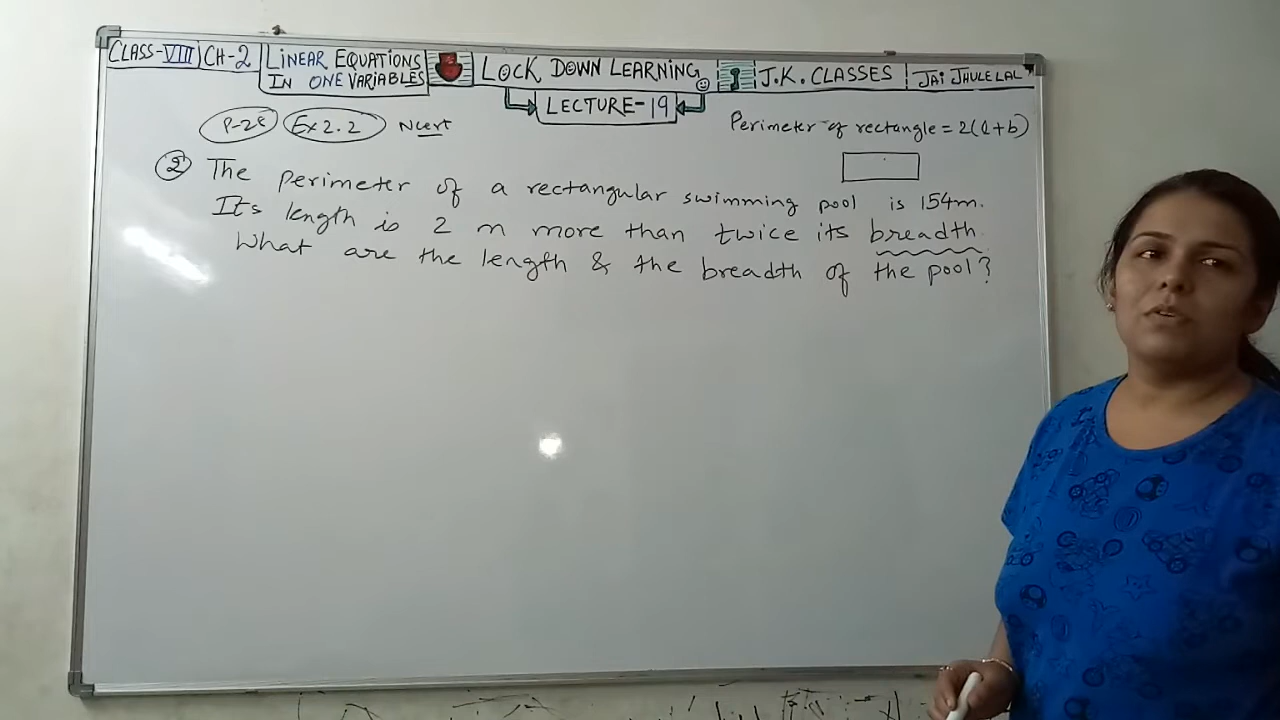 CLASS-VIII CH-2 LINEAR EQUATIONS IN ONE VARIABLES LOCK DOWN LEARNING J.K. CLASSES JAI JHULELAL
LECTURE-19
Ex 2.2 Ncert Perimeter of rectangle = 2(l+b)
② The perimeter of a rectangular swimming pool is 154m.
Its length is 2 m more than twice its breadth.
What are the length & the breadth of the pool?